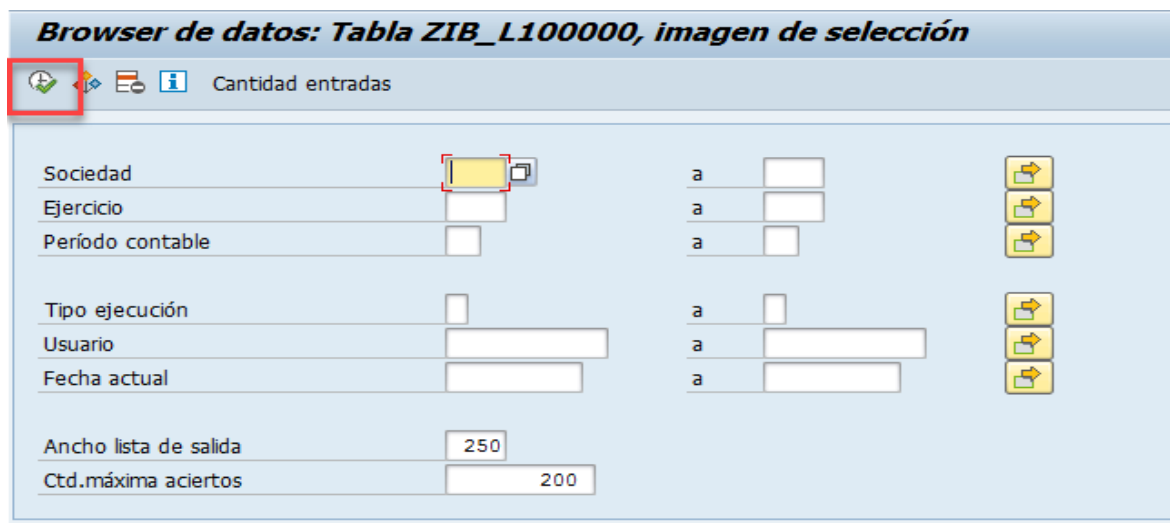 Browser de datos: Tabla ZIB_L100000, imagen de selección
Cantidad entradas
Sociedad a
Ejercicio a
Período contable a
Tipo ejecución a
Usuario a
Fecha actual a
Ancho lista de salida 250
Ctd.máxima aciertos 200